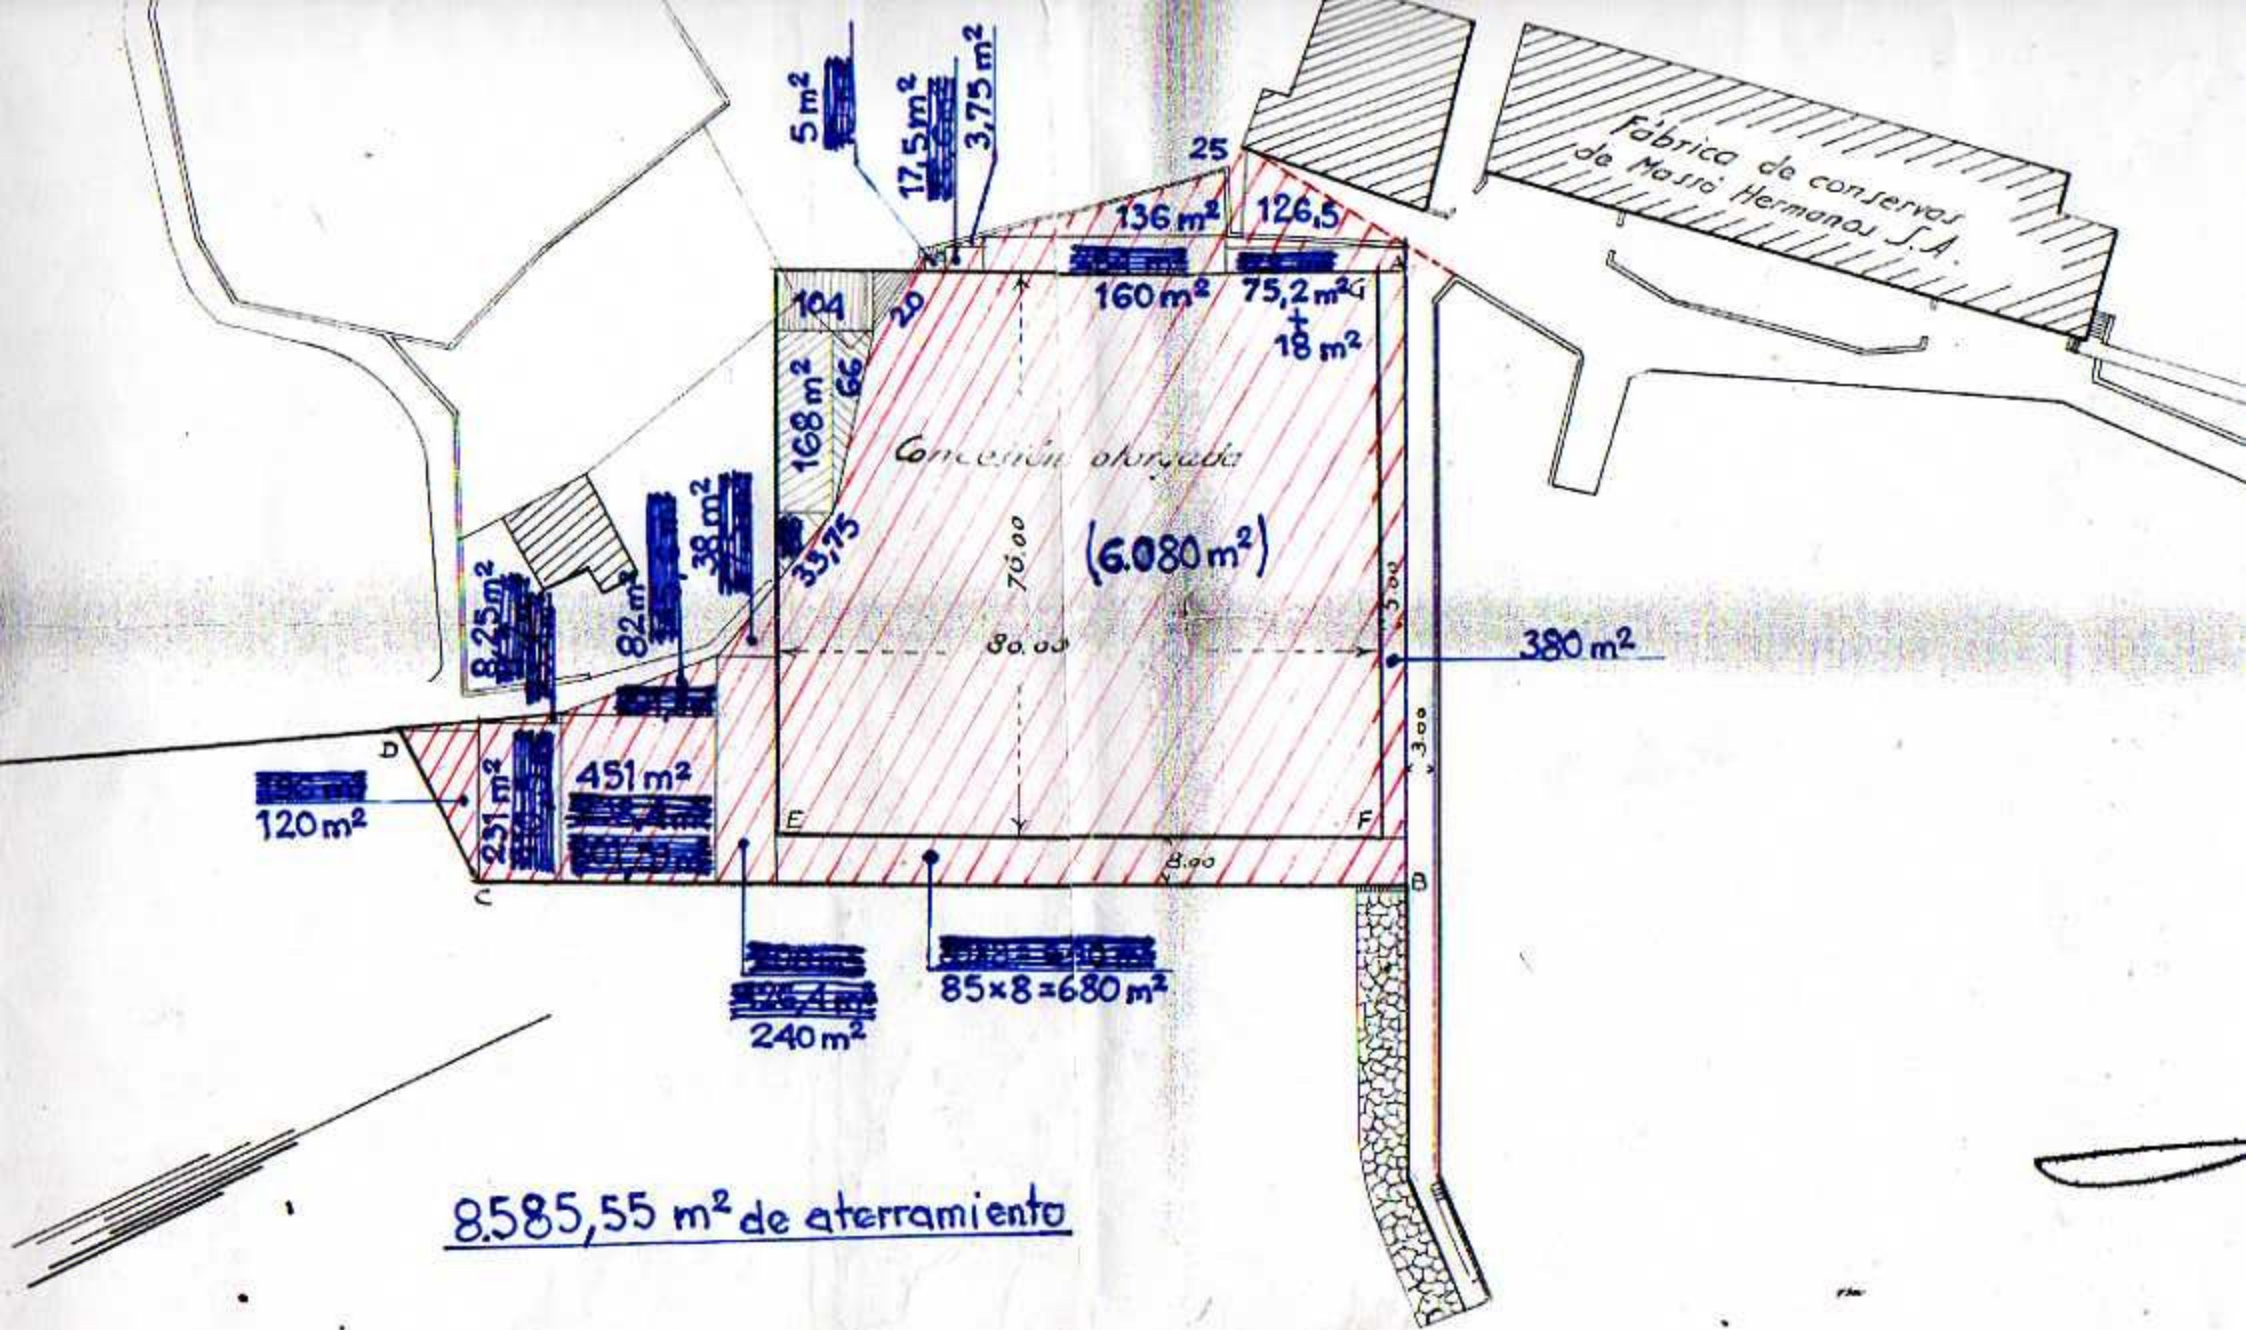 5 m²
17,5 m²
3,75 m²
25
136 m²
126,5
Fábrica de conservas
de Massó Hermanos S.A.
A
104
20
160 m²
75,2 m²
+
18 m²
G
168 m²
66
Concesión otorgada
(6.080 m²)
70.00
80.00
5.00
380 m²
3.00
33,75
38 m²
82 m²
8,25 m²
D
120 m²
231 m²
451 m²
E
F
8.00
B
C
240 m²
85×8=680 m²
8.585,55 m² de aterramiento